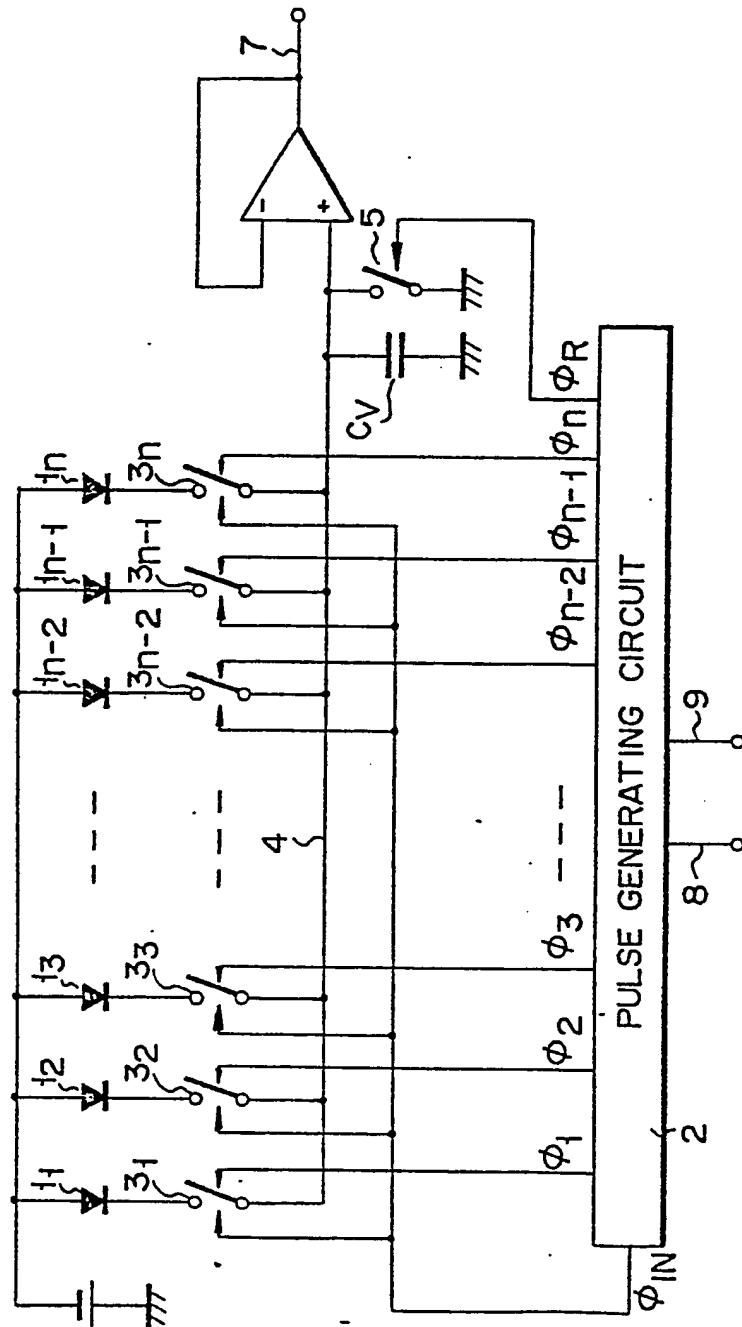 7
5
−
+
11
12
13
1n-2
1n-1
1n
31
32
33
3n-2
3n-1
3n
4
CV
ϕ1
ϕ2
ϕ3
ϕn-2
ϕn-1
ϕn
ϕR
ϕIN
PULSE GENERATING CIRCUIT
2
8
9